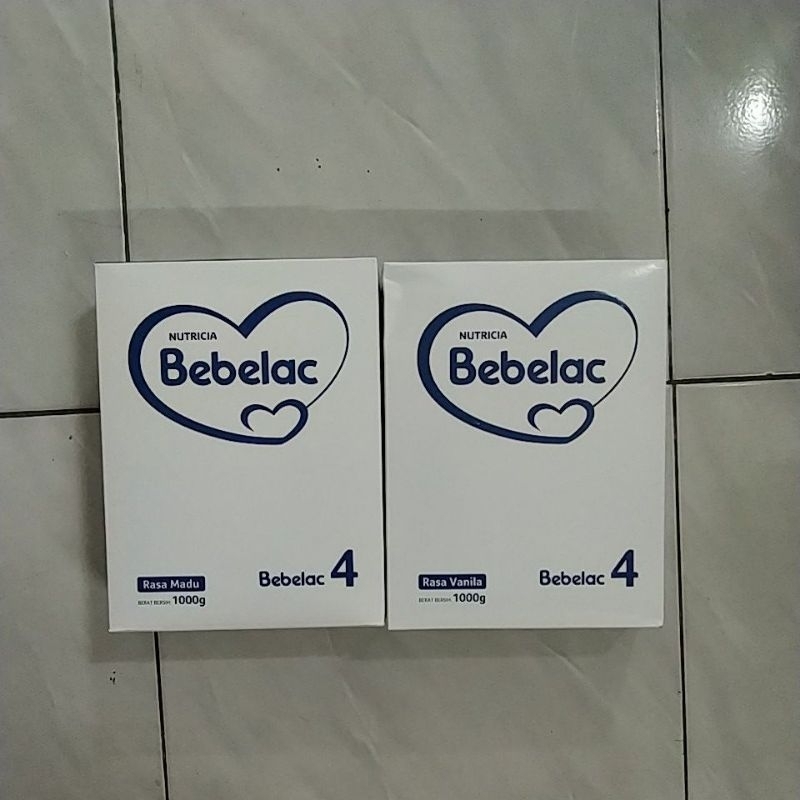 NUTRICIA
Bebelac
Rasa Madu
BERAT BERSIH: 1000g
Bebelac 4
NUTRICIA
Bebelac
Rasa Vanila
BERAT BERSIH: 1000g
Bebelac 4